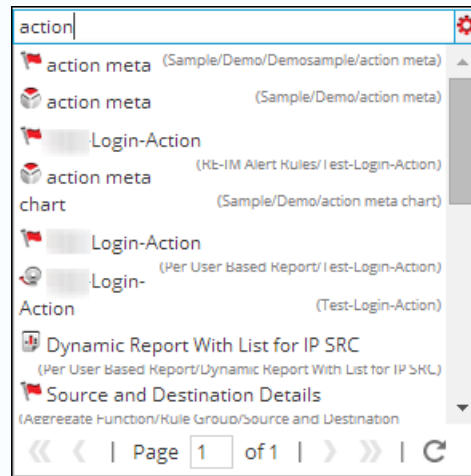 action
action meta (Sample/Demo/Demosample/action meta)
action meta (Sample/Demo/action meta)
-Login-Action
(RE-IM Alert Rules/Test-Login-Action)
action meta
chart (Sample/Demo/action meta chart)
Login-Action
(Per User Based Report/Test-Login-Action)
-Login-
Action (Test-Login-Action)
Dynamic Report With List for IP SRC
(Per User Based Report/Dynamic Report With List for IP SRC)
Source and Destination Details
(Aggregate Function/Rule Group/Source and Destination
| Page 1 of 1 | |